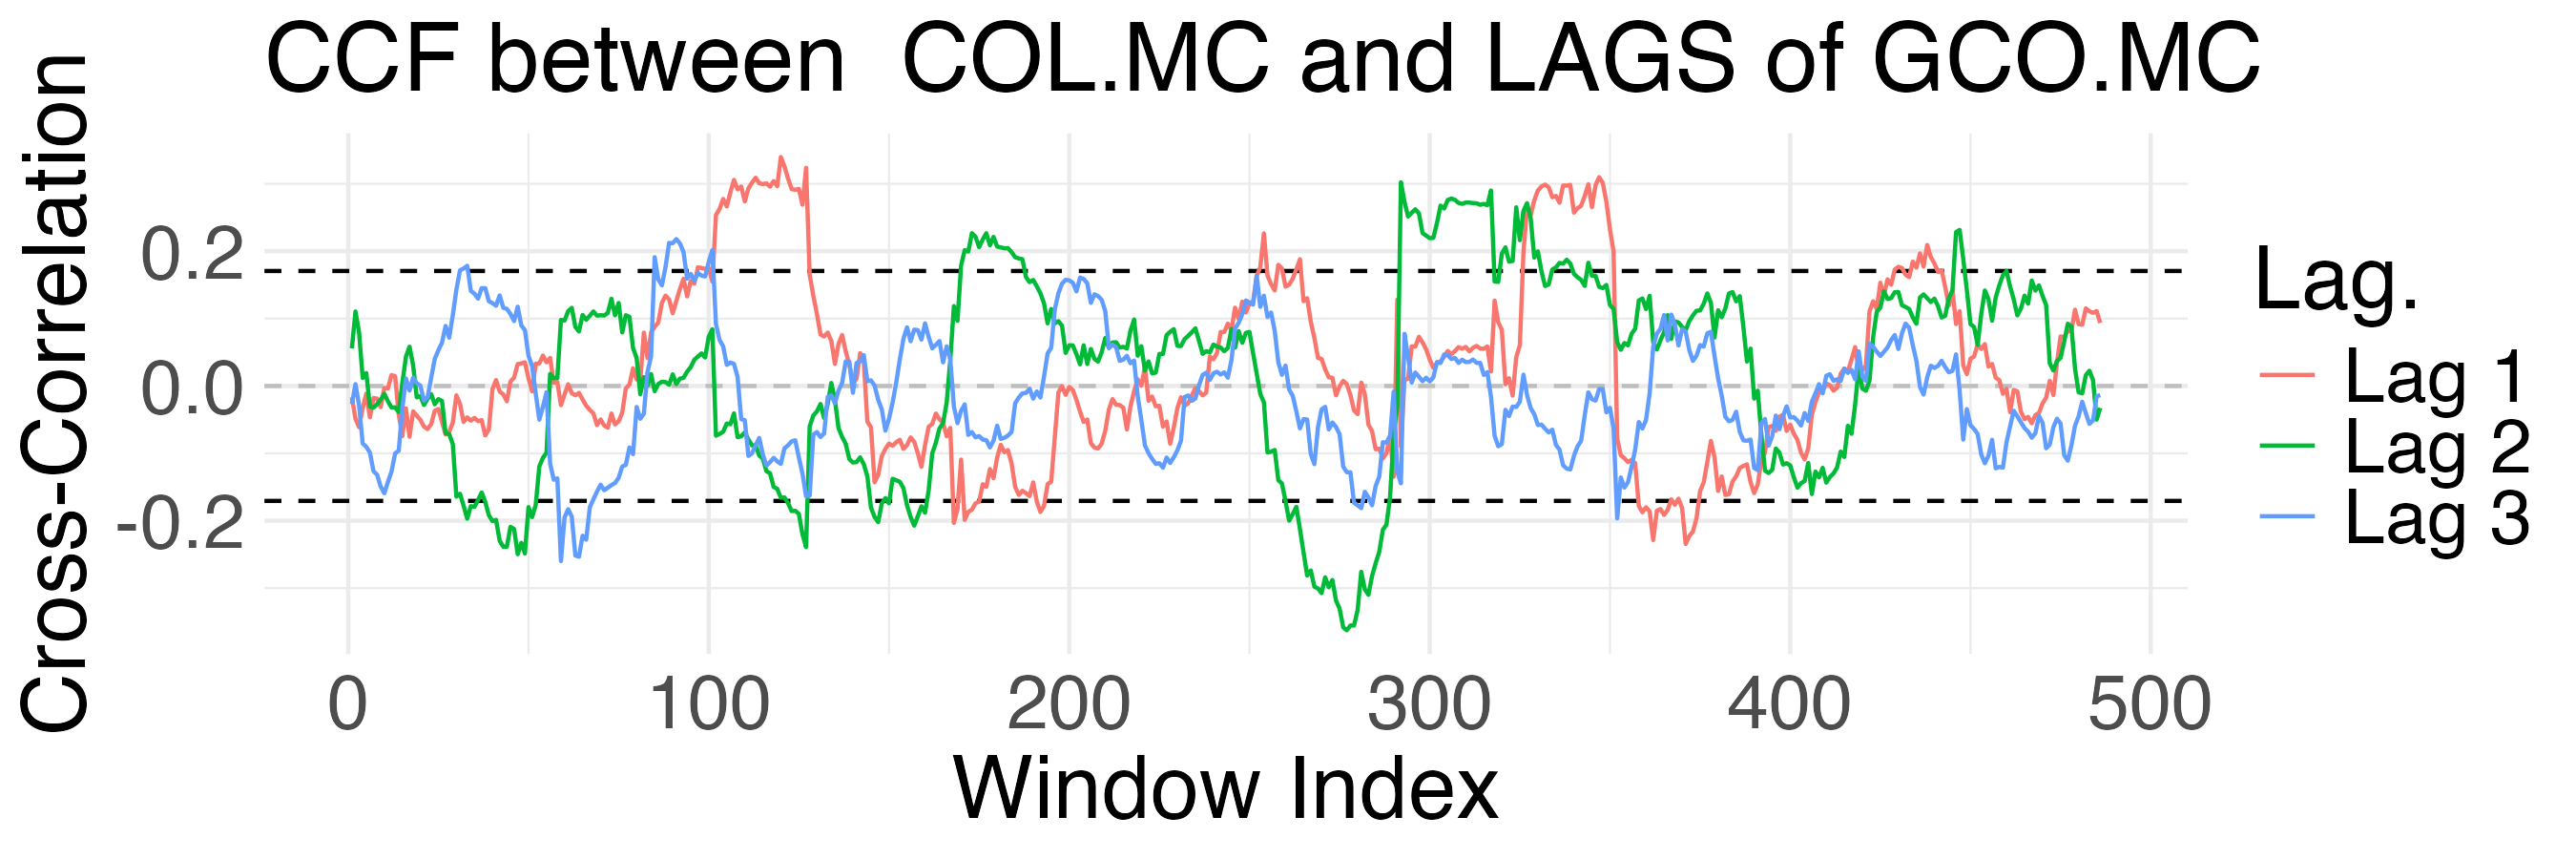 CCF between  COL.MC and LAGS of GCO.MC
Cross-Correlation
0.2
0.0
-0.2
0 100 200 300 400 500
Window Index
Lag.
Lag 1
Lag 2
Lag 3